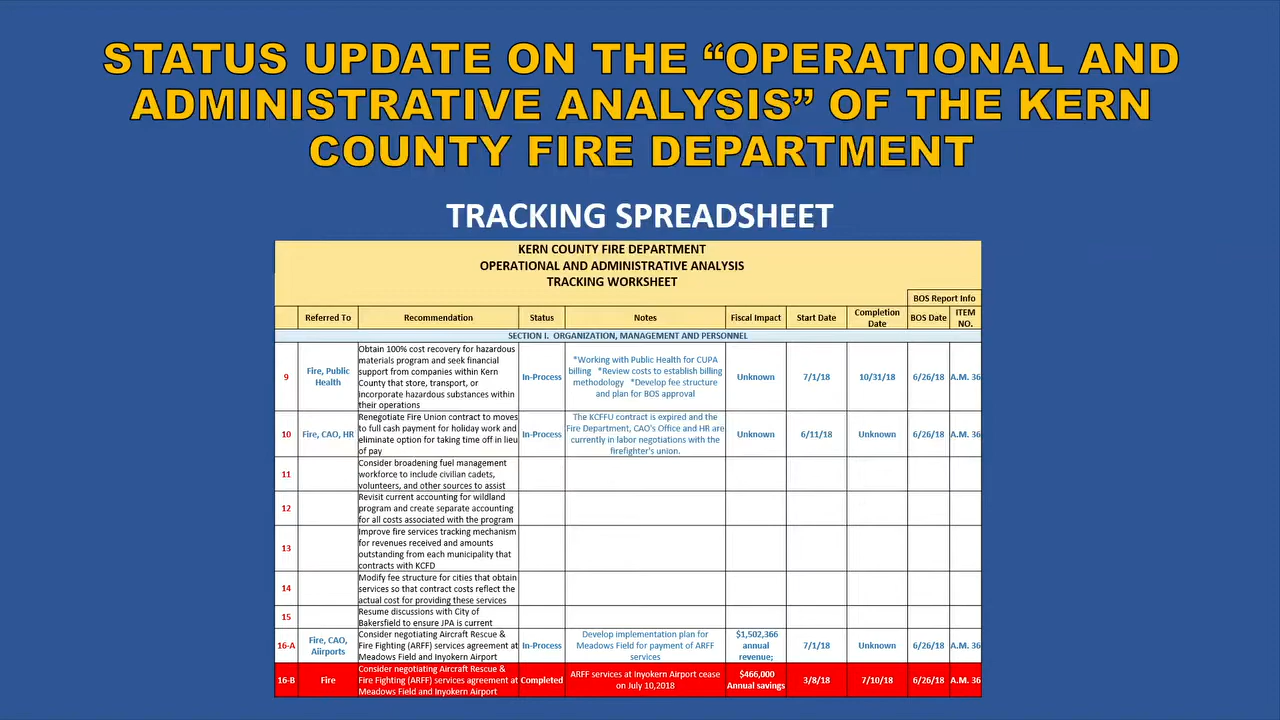 STATUS UPDATE ON THE “OPERATIONAL AND
ADMINISTRATIVE ANALYSIS” OF THE KERN
COUNTY FIRE DEPARTMENT
TRACKING SPREADSHEET
KERN COUNTY FIRE DEPARTMENT
OPERATIONAL AND ADMINISTRATIVE ANALYSIS
TRACKING WORKSHEET
BOS Report Info
Referred To
Recommendation
Status
Notes
Fiscal Impact
Start Date
Completion
Date
BOS Date
ITEM
NO.
SECTION I. ORGANIZATION, MANAGEMENT AND PERSONNEL
9
Fire, Public
Health
Obtain 100% cost recovery for hazardous
materials program and seek financial
support from companies within Kern
County that store, transport, or
incorporate hazardous substances within
their operations
In-Process
*Working with Public Health for CUPA
billing *Review costs to establish billing
methodology *Develop fee structure
and plan for BOS approval
Unknown
7/1/18
10/31/18
6/26/18
A.M. 36
10
Fire, CAO, HR
Renegotiate Fire Union contract to moves
to full cash payment for holiday work and
eliminate option for taking time off in lieu
of pay
In-Process
The KCFFU contract is expired and the
Fire Department, CAO's Office and HR are
currently in labor negotiations with the
firefighter's union.
Unknown
6/11/18
Unknown
6/26/18
A.M. 36
11
Consider broadening fuel management
workforce to include civilian cadets,
volunteers, and other sources to assist
12
Revisit current accounting for wildland
program and create separate accounting
for all costs associated with the program
13
Improve fire services tracking mechanism
for revenues received and amounts
outstanding from each municipality that
contracts with KCFD
14
Modify fee structure for cities that obtain
services so that contract costs reflect the
actual cost for providing these services
15
Resume discussions with City of
Bakersfield to ensure JPA is current
16-A
Fire, CAO,
Aiirports
Consider negotiating Aircraft Rescue &
Fire Fighting (ARFF) services agreement at
Meadows Field and Inyokern Airport
In-Process
Develop implementation plan for
Meadows Field for payment of ARFF
services
$1,502,366
annual
revenue;
7/1/18
Unknown
6/26/18
A.M. 36
16-B
Fire
Consider negotiating Aircraft Rescue &
Fire Fighting (ARFF) services agreement at
Meadows Field and Inyokern Airport
Completed
ARFF services at Inyokern Airport cease
on July 10,2018
$466,000
Annual savings
3/8/18
7/10/18
6/26/18
A.M. 36